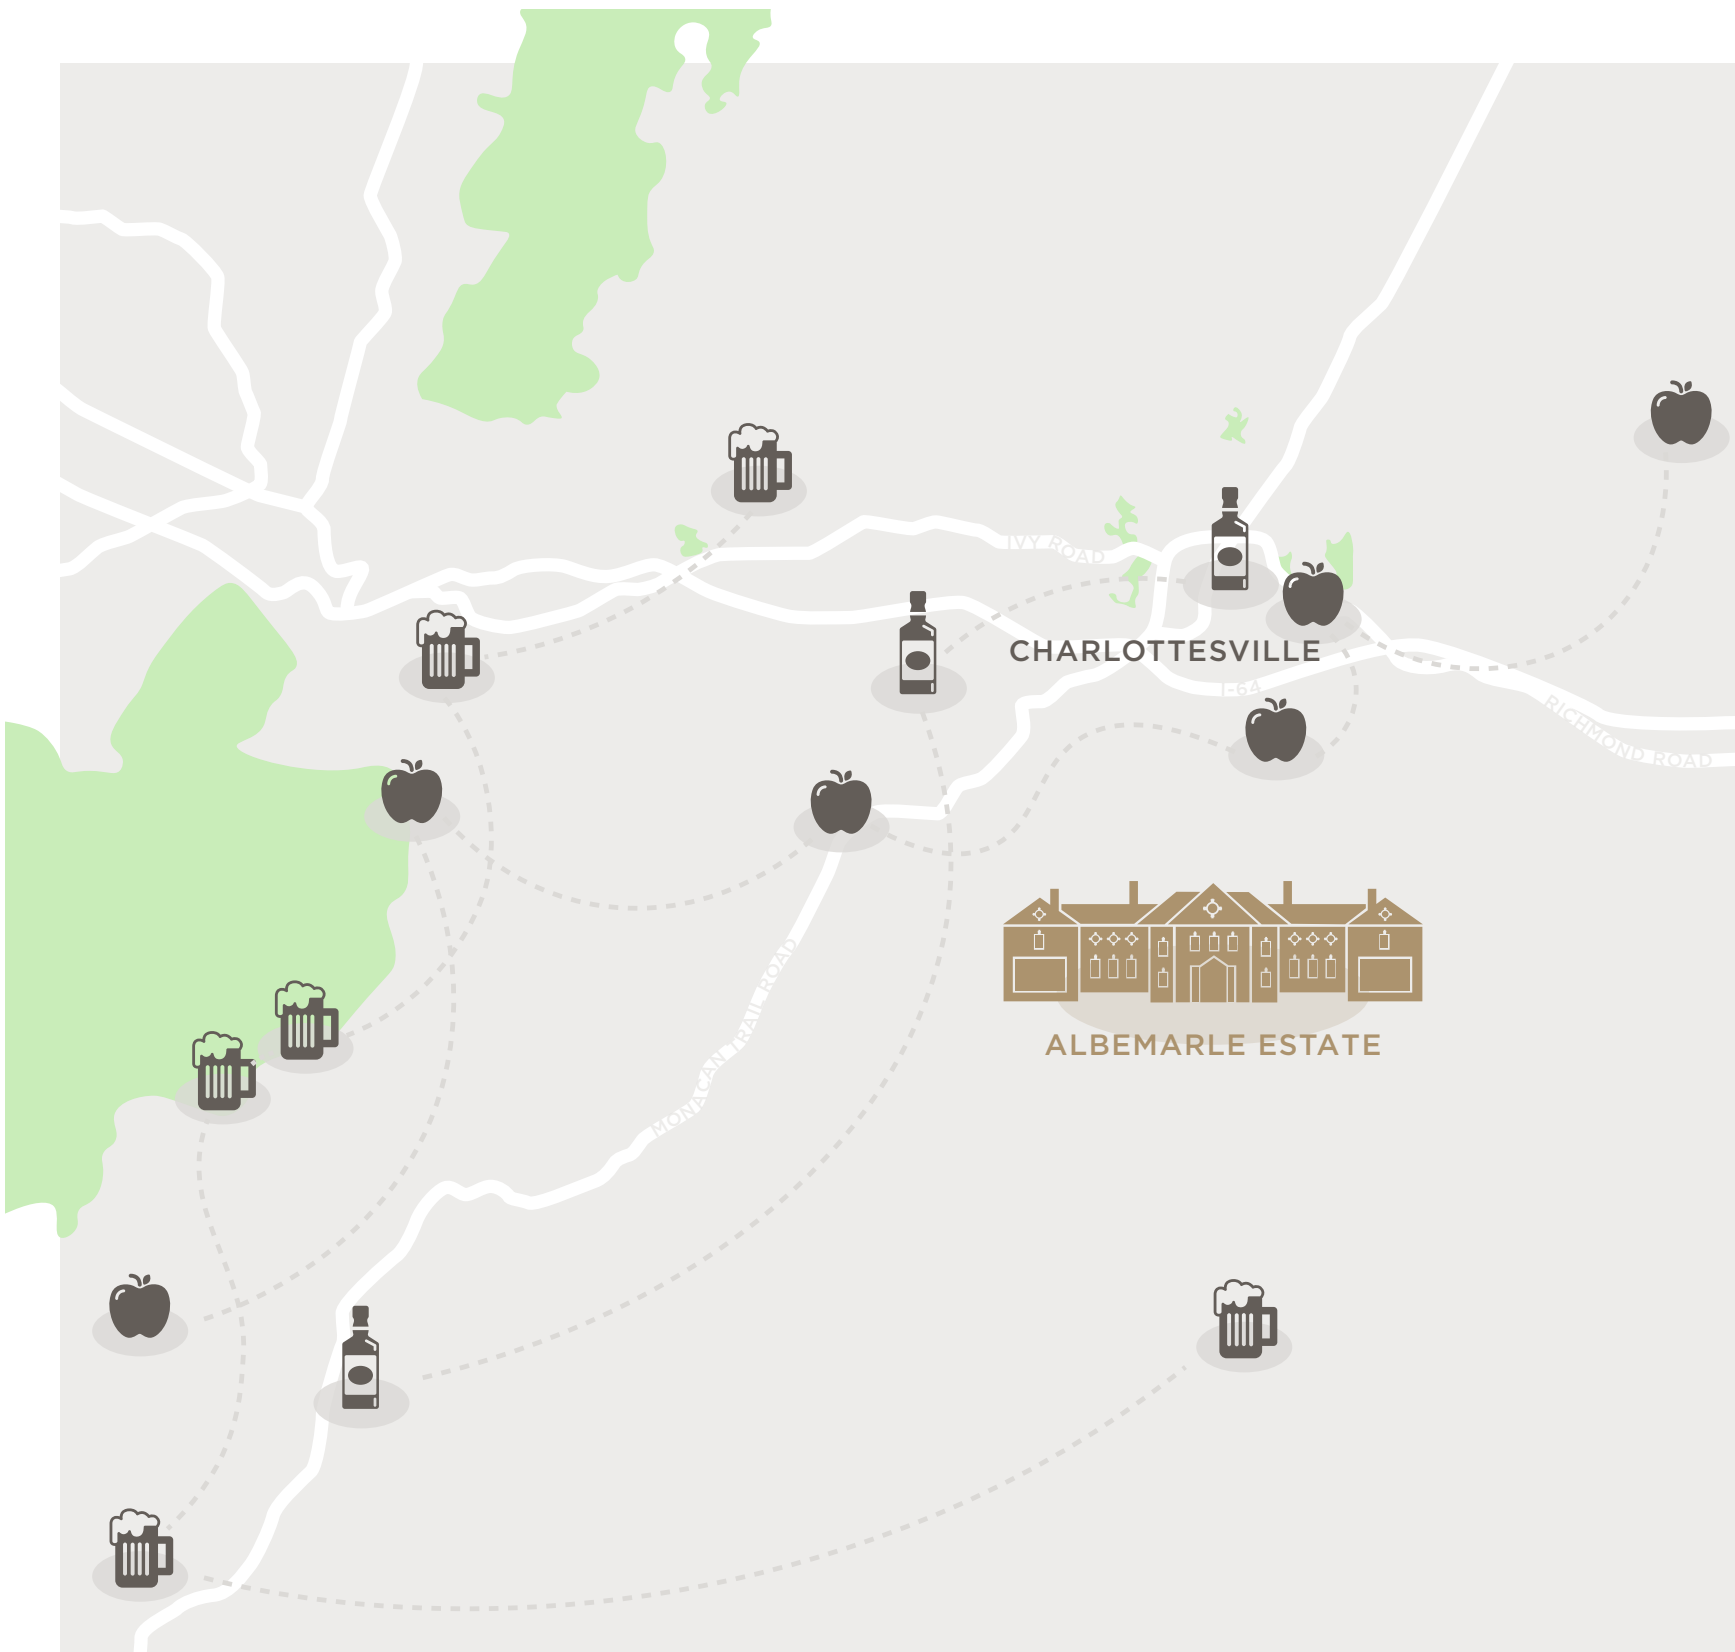 IVY ROAD
CHARLOTTESVILLE
I-64
RICHMOND ROAD
MONACAN TRAIL ROAD
ALBEMARLE ESTATE